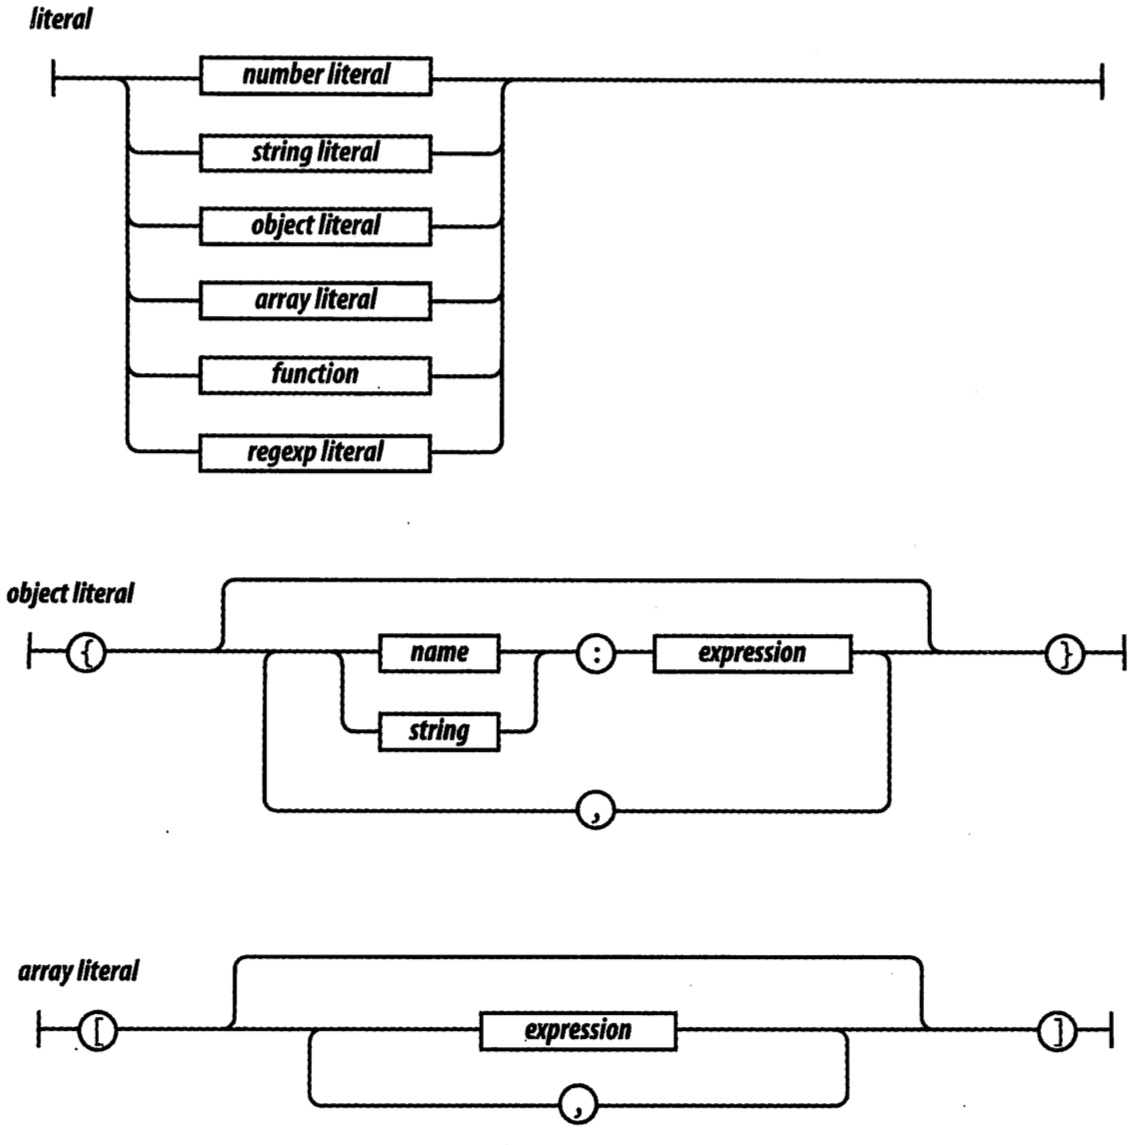 literal
number literal
string literal
object literal
array literal
function
regexp literal
object literal
{ name : expression }
string
,
array literal
[ expression ]
,